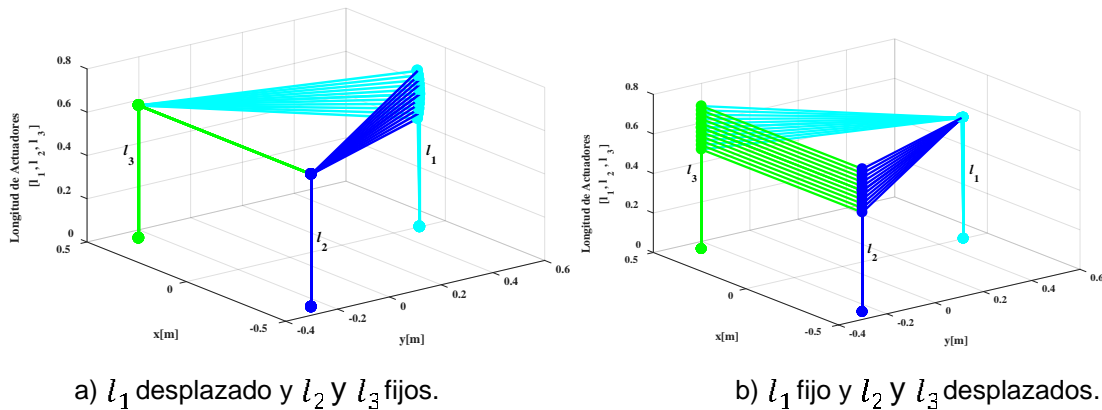 Longitud de Actuadores
[l₁, l₂, l₃]
0.8
0.6
0.4
0.2
0
0.5
0
-0.5
x[m]
-0.4
-0.2
0
0.2
0.4
0.6
y[m]
l₃
l₂
l₁
Longitud de Actuadores
[l₁, l₂, l₃]
0.8
0.6
0.4
0.2
0
0.5
0
-0.5
x[m]
-0.4
-0.2
0
0.2
0.4
0.6
y[m]
l₃
l₂
l₁
a) l₁ desplazado y l₂ y l₃ fijos.
b) l₁ fijo y l₂ y l₃ desplazados.